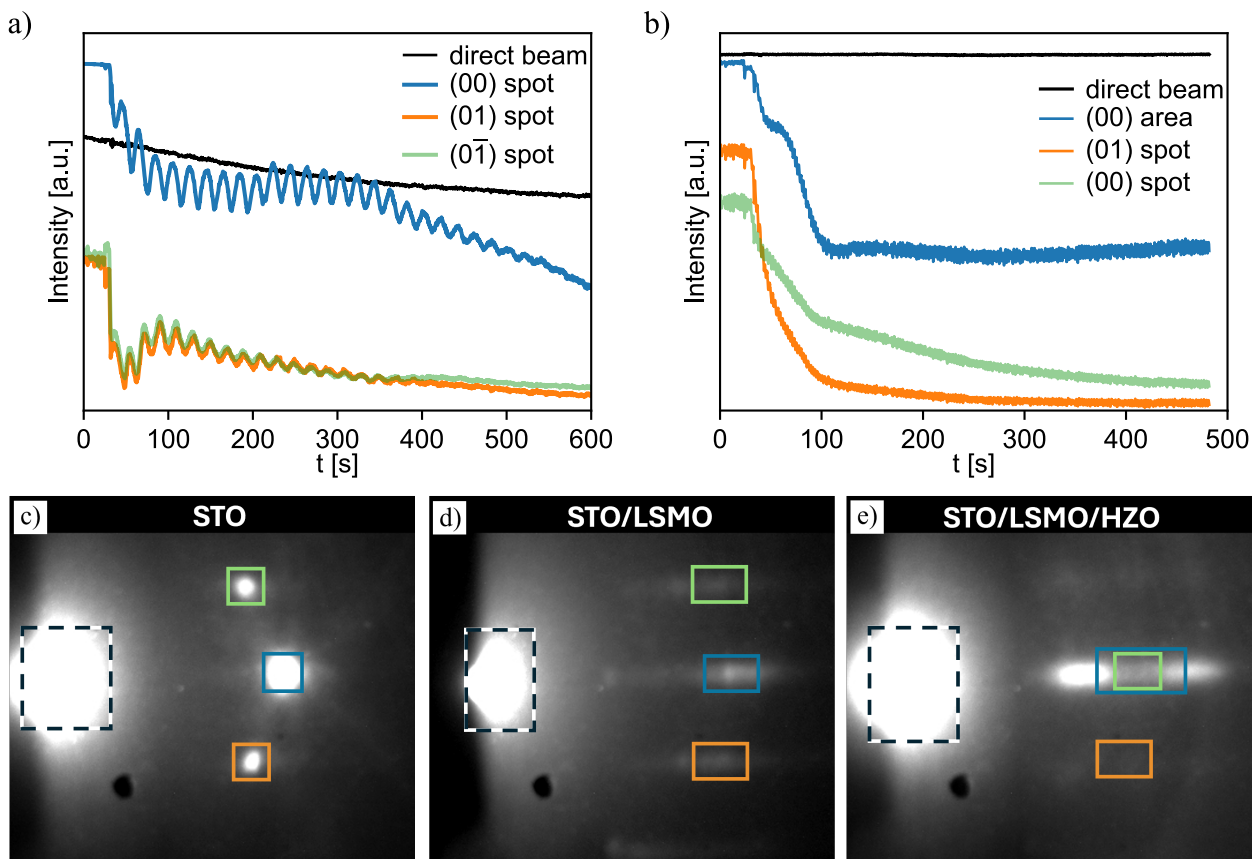 a)
direct beam
(00) spot
(01) spot
(01̅) spot
Intensity [a.u.]
0 100 200 300 400 500 600
t [s]
b)
direct beam
(00) area
(01) spot
(00) spot
Intensity [a.u.]
0 100 200 300 400 500
t [s]
c) STO
d) STO/LSMO
e) STO/LSMO/HZO